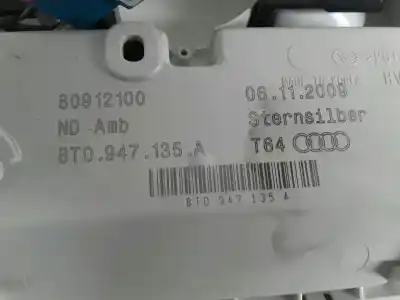 80912100
06.11.2009
ND Amb
Sternsilber
8T0.947.135.A
T64
8T0 947 135 A